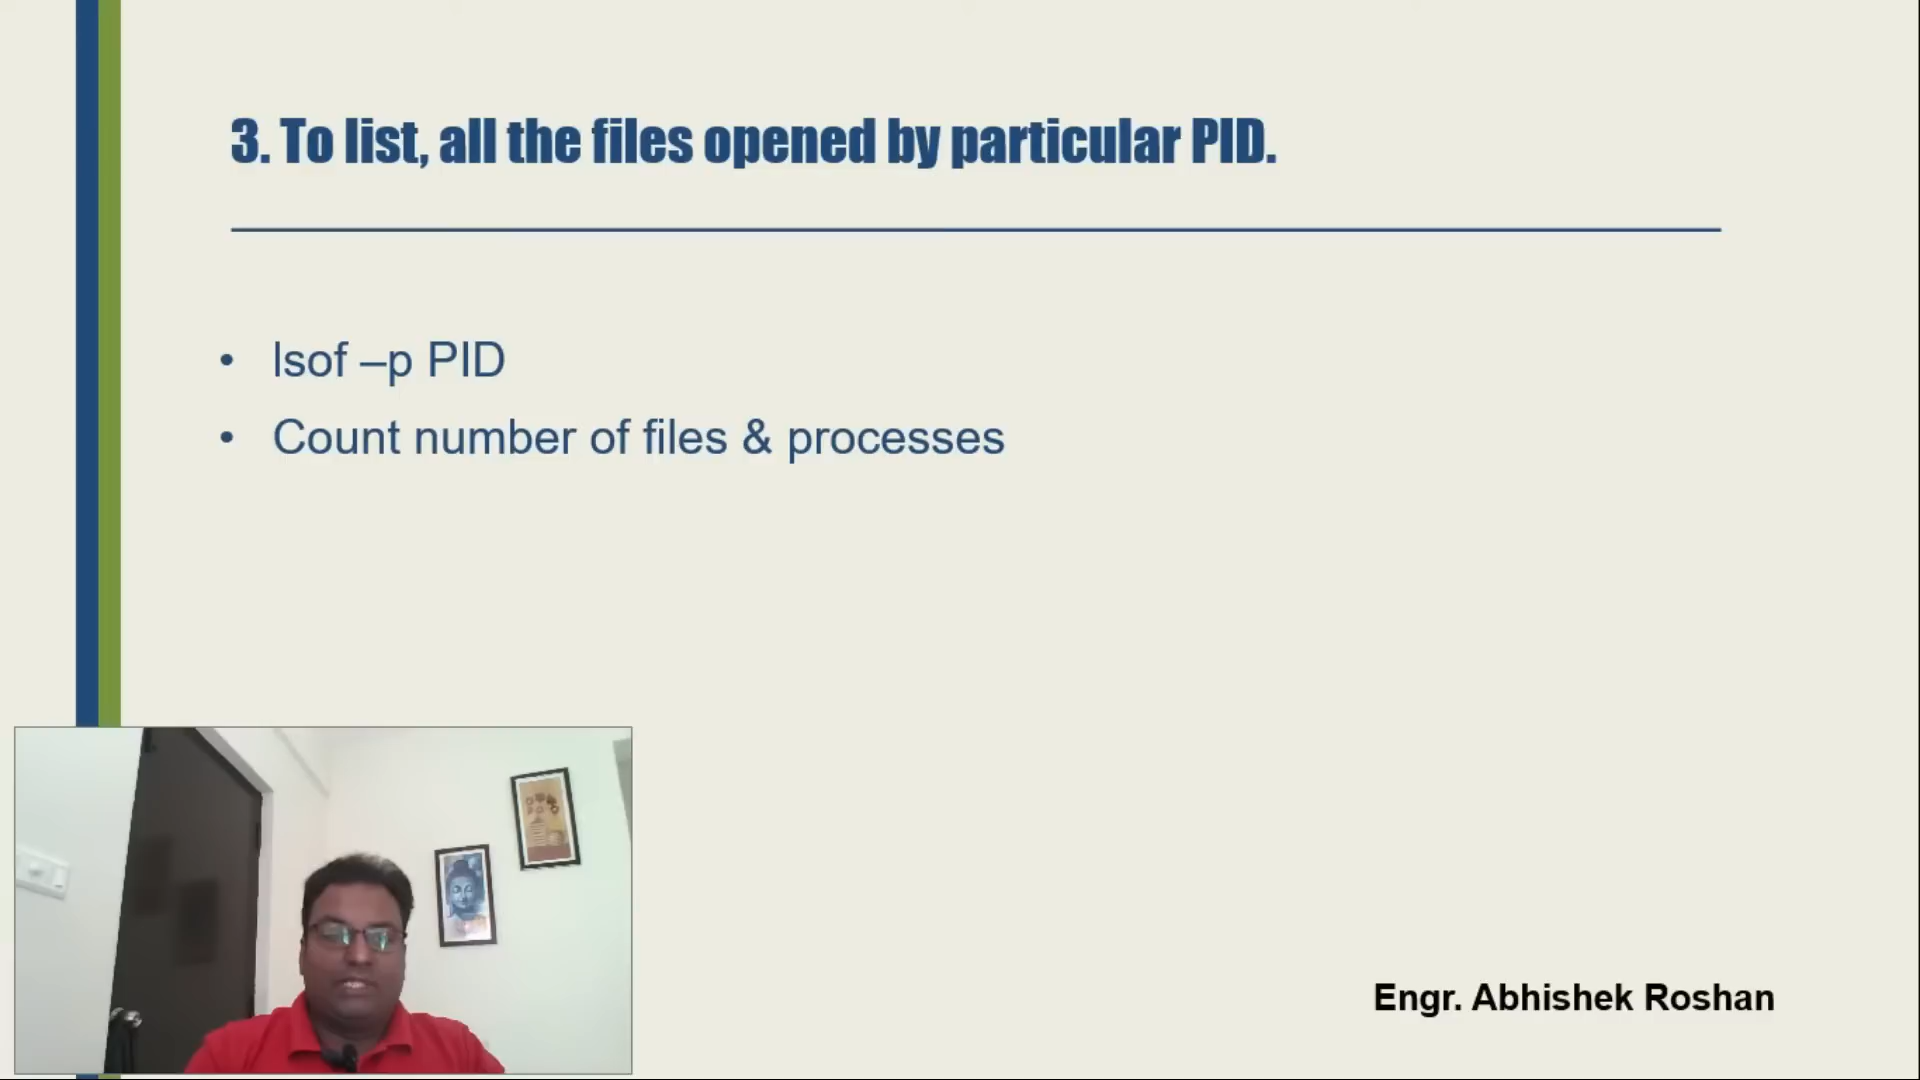 3. To list, all the files opened by particular PID.
• lsof –p PID
• Count number of files & processes
Engr. Abhishek Roshan